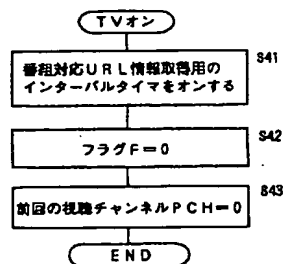 TVオン
S41
番組対応URL情報取得用の
インターバルタイマをオンする
S42
フラグF=0
S43
前回の視聴チャンネルPCH=0
END